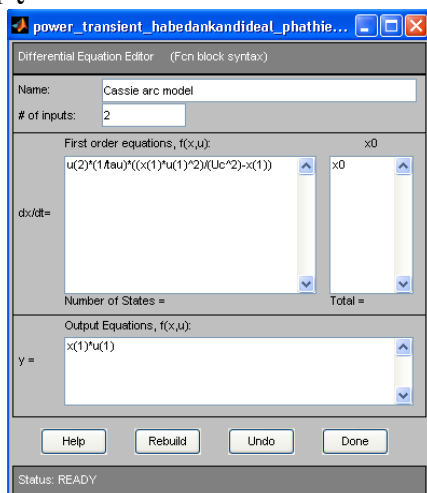 power_transient_habedankandideal_phathie...
Differential Equation Editor (Fcn block syntax)
Name: Cassie arc model
# of inputs: 2
First order equations, f(x,u): x0
u(2)*(1/tau)*((x(1)*u(1)^2)/(Uc^2)-x(1)) x0
dx/dt=
Number of States = Total =
Output Equations, f(x,u):
x(1)*u(1)
y =
Help Rebuild Undo Done
Status: READY